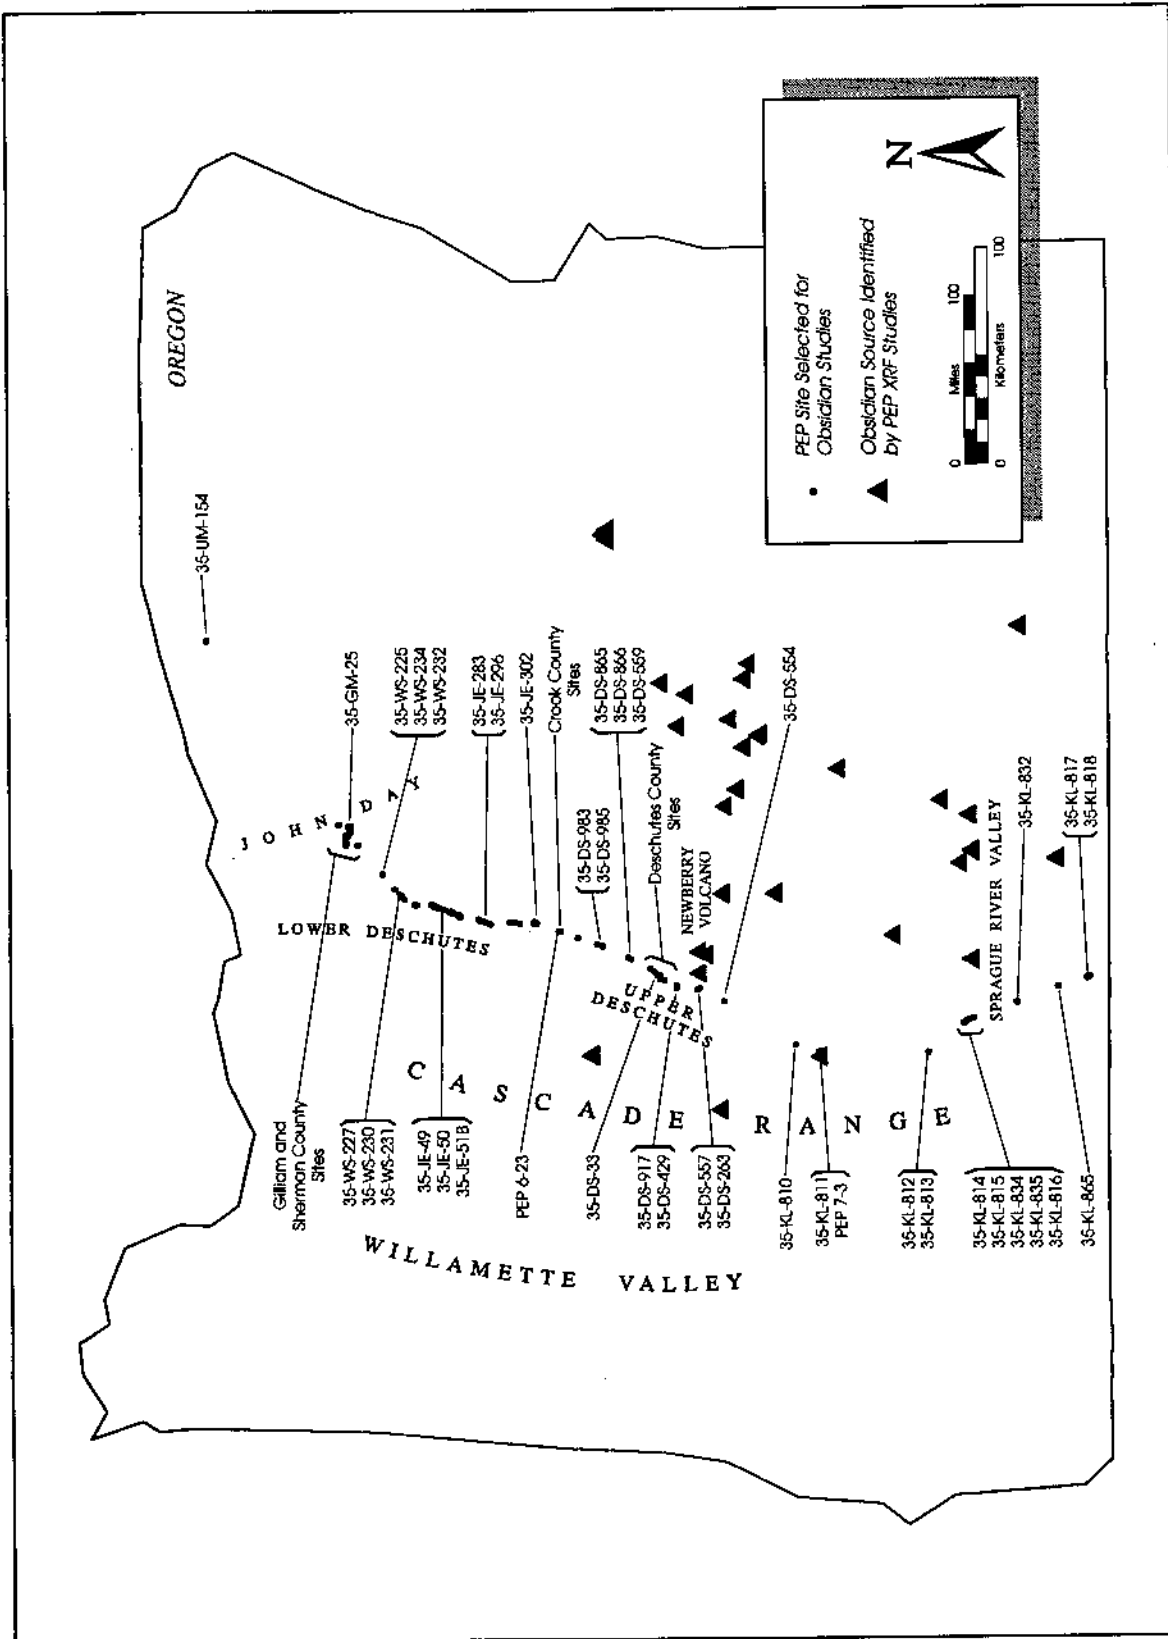 OREGON
35-UM-154
JOHN DAY
35-GM-25
Gilliam and
Sherman County
Sites
35-WS-225
35-WS-234
35-WS-232
LOWER DESCHUTES
35-WS-227
35-WS-230
35-WS-231
35-JE-283
35-JE-296
35-JE-49
35-JE-50
35-JE-51B
35-JE-302
Crook County
Sites
PEP 6-23
35-DS-983
35-DS-985
35-DS-865
35-DS-866
35-DS-559
35-DS-33
Deschutes County
Sites
UPPER
DESCHUTES
NEWBERRY
VOLCANO
35-DS-917
35-DS-429
35-DS-557
35-DS-263
35-DS-554
CASCADE RANGE
WILLAMETTE VALLEY
35-KL-810
35-KL-811
PEP 7-3
35-KL-812
35-KL-813
35-KL-814
35-KL-815
35-KL-834
35-KL-835
35-KL-816
SPRAGUE RIVER VALLEY
35-KL-832
35-KL-817
35-KL-818
35-KL-865
PEP Site Selected for
Obsidian Studies
Obsidian Source Identified
by PEP XRF Studies
N
Miles
0 100
0 100
Kilometers